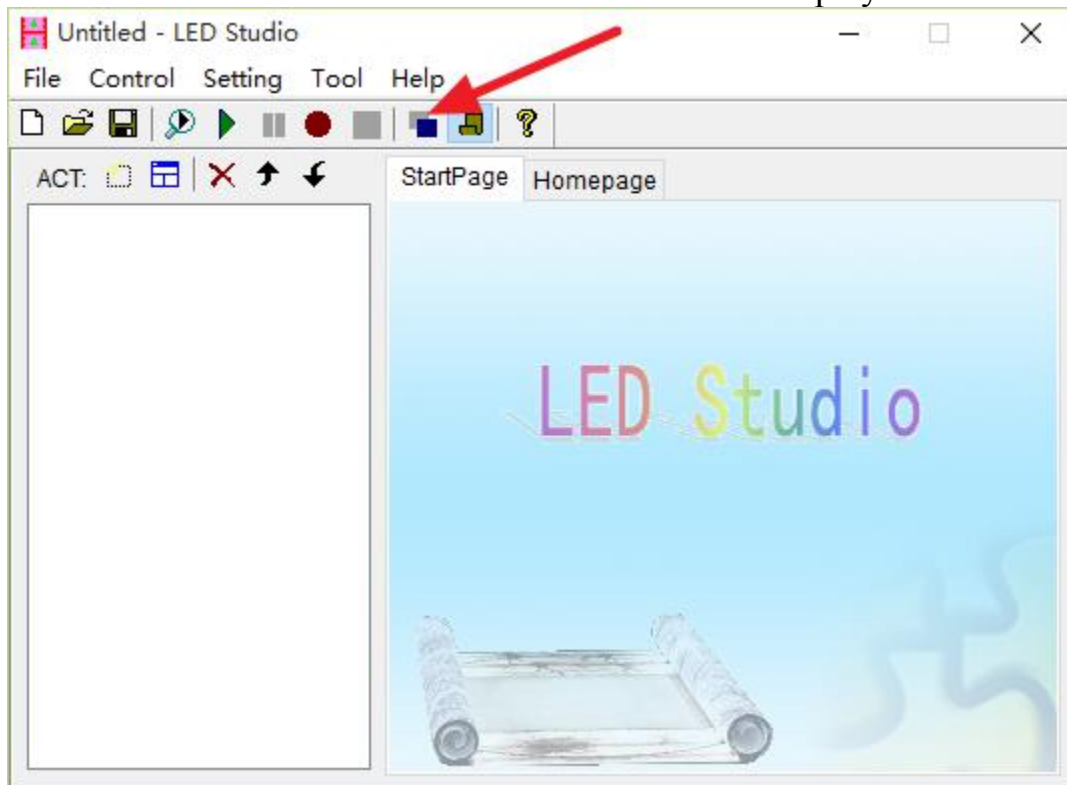 Untitled - LED Studio
File Control Setting Tool Help
ACT:
StartPage Homepage
LED Studio